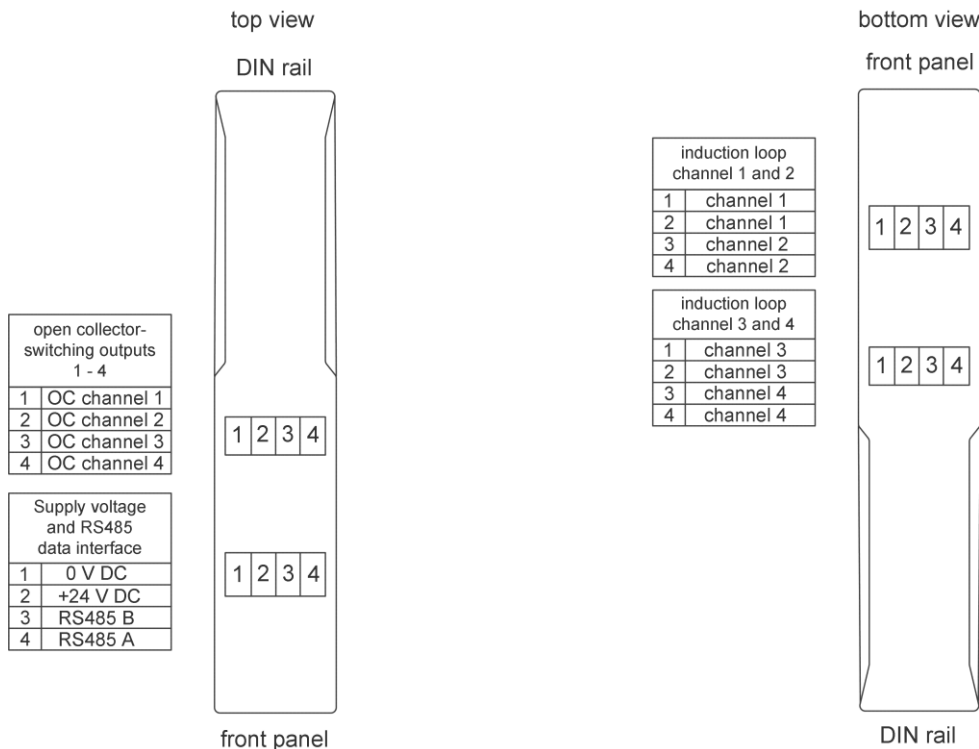 top view
DIN rail
open collector-
switching outputs
1 - 4
1 OC channel 1
2 OC channel 2
3 OC channel 3
4 OC channel 4
1 2 3 4
Supply voltage
and RS485
data interface
1 0 V DC
2 +24 V DC
3 RS485 B
4 RS485 A
1 2 3 4
front panel
bottom view
front panel
induction loop
channel 1 and 2
1 channel 1
2 channel 1
3 channel 2
4 channel 2
1 2 3 4
induction loop
channel 3 and 4
1 channel 3
2 channel 3
3 channel 4
4 channel 4
1 2 3 4
DIN rail